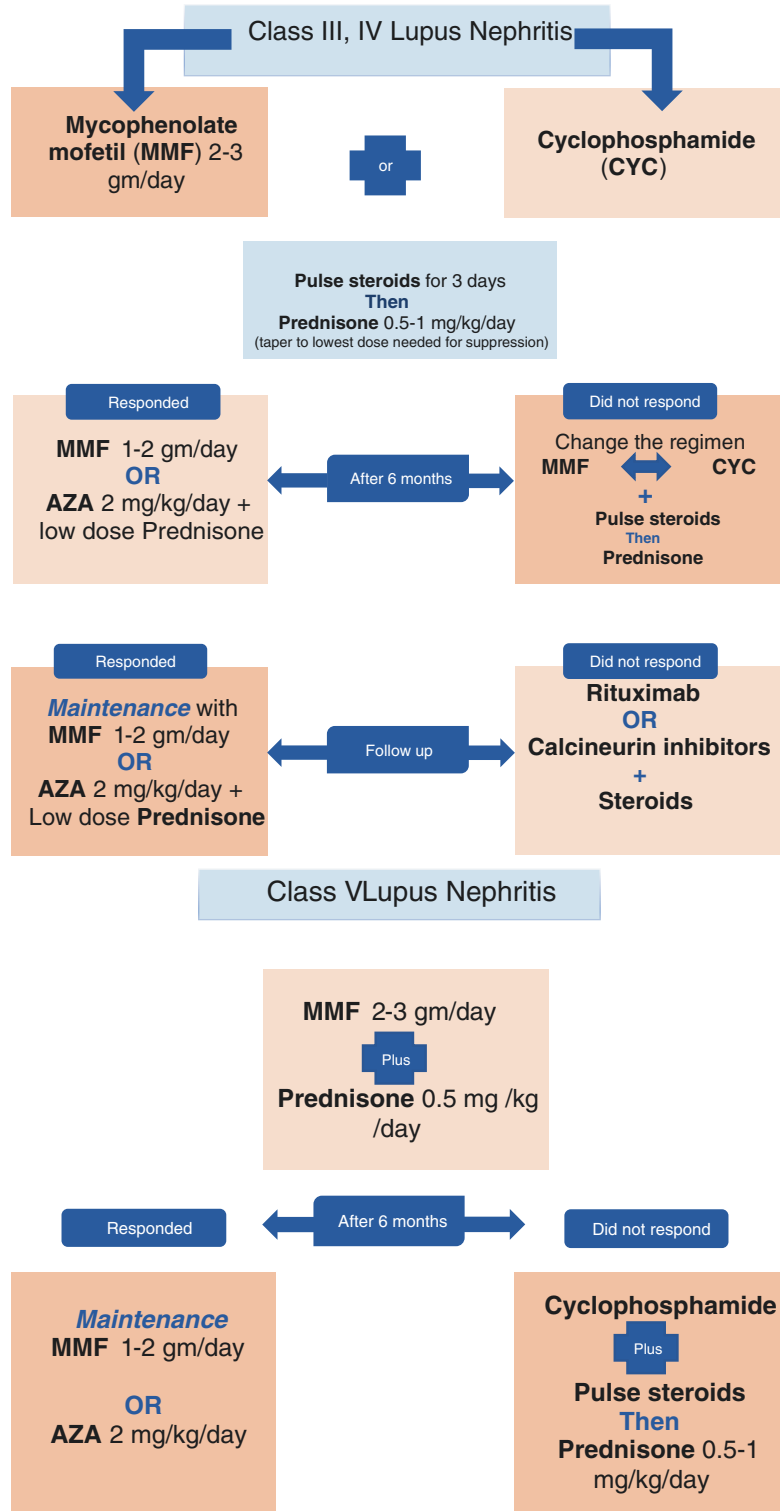 Class III, IV Lupus Nephritis
Mycophenolate
mofetil (MMF) 2-3
gm/day
or
Cyclophosphamide
(CYC)
Pulse steroids for 3 days
Then
Prednisone 0.5-1 mg/kg/day
(taper to lowest dose needed for suppression)
Responded
MMF 1-2 gm/day
OR
AZA 2 mg/kg/day +
low dose Prednisone
After 6 months
Did not respond
Change the regimen
MMF CYC
+
Pulse steroids
Then
Prednisone
Responded
Maintenance with
MMF 1-2 gm/day
OR
AZA 2 mg/kg/day +
Low dose Prednisone
Follow up
Did not respond
Rituximab
OR
Calcineurin inhibitors
+
Steroids
Class VLupus Nephritis
MMF 2-3 gm/day
Plus
Prednisone 0.5 mg /kg
/day
After 6 months
Responded
Maintenance
MMF 1-2 gm/day
OR
AZA 2 mg/kg/day
Did not respond
Cyclophosphamide
Plus
Pulse steroids
Then
Prednisone 0.5-1
mg/kg/day